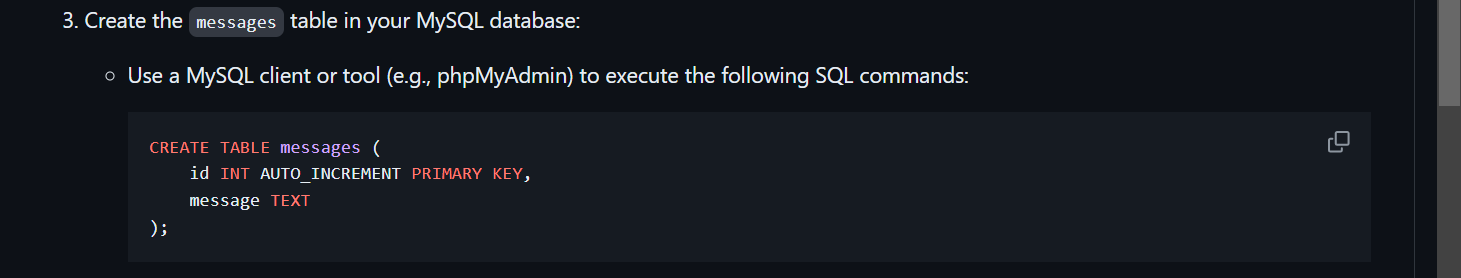 3. Create the messages table in your MySQL database:
Use a MySQL client or tool (e.g., phpMyAdmin) to execute the following SQL commands:
CREATE TABLE messages (
    id INT AUTO_INCREMENT PRIMARY KEY,
    message TEXT
);